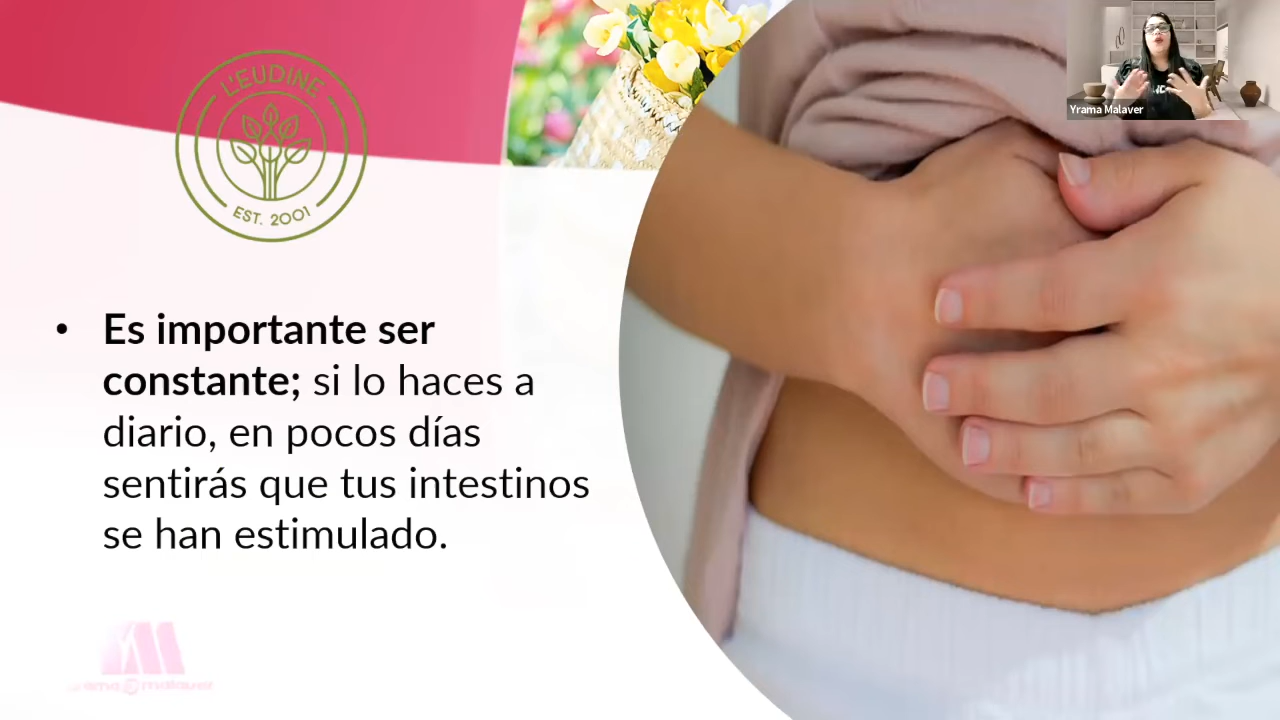 L'EUDINE
EST. 2001
Yrama Malaver
• Es importante ser
constante; si lo haces a
diario, en pocos días
sentirás que tus intestinos
se han estimulado.